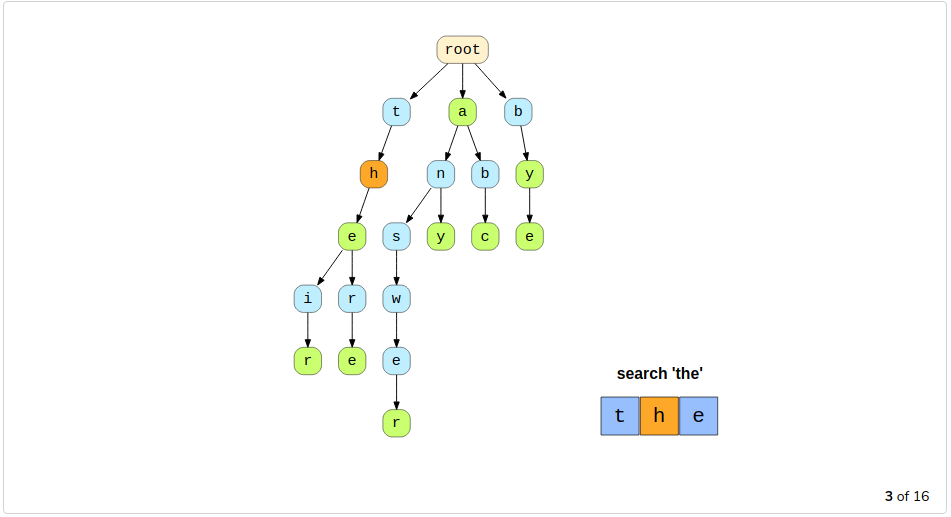 root
t a b
h n b y
e s y c e
i r w
r e e
search 'the'
t h e
r
3 of 16